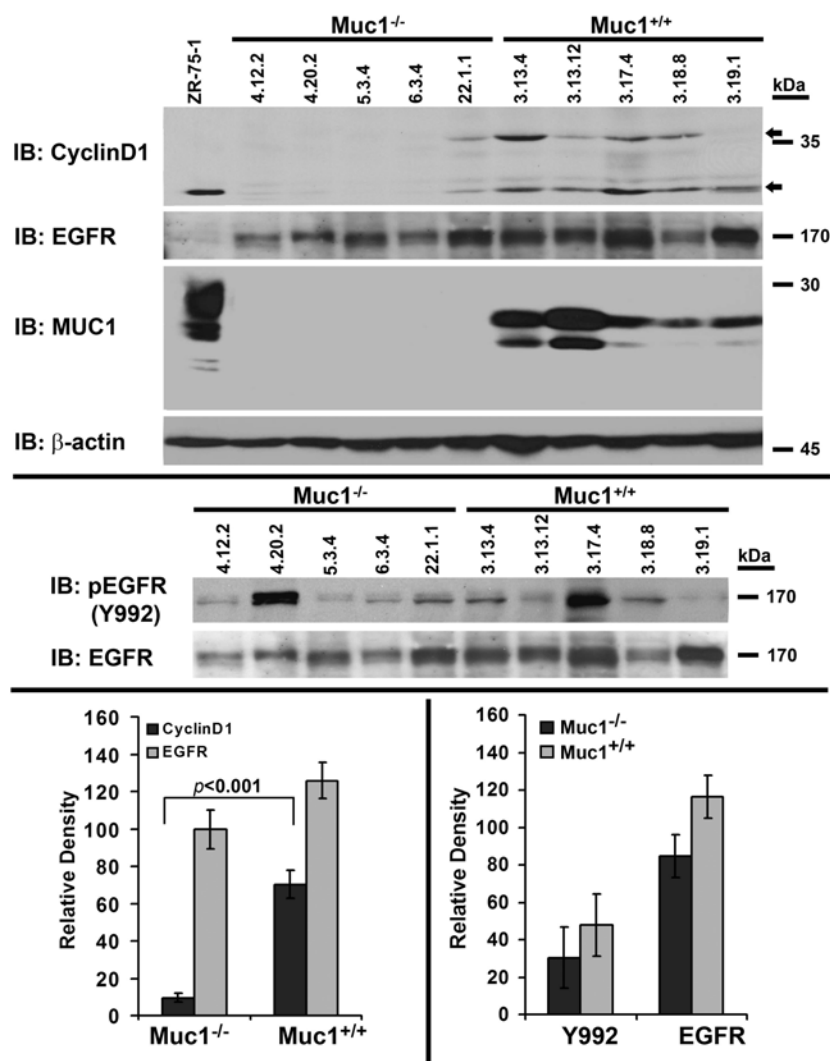 Muc1-/- Muc1+/+
ZR-75-1 4.12.2 4.20.2 5.3.4 6.3.4 22.1.1 3.13.4 3.13.12 3.17.4 3.18.8 3.19.1 kDa
IB: CyclinD1 35
IB: EGFR 170
30
IB: MUC1
IB: β-actin 45
Muc1-/- Muc1+/+
4.12.2 4.20.2 5.3.4 6.3.4 22.1.1 3.13.4 3.13.12 3.17.4 3.18.8 3.19.1 kDa
IB: pEGFR 170
(Y992)
IB: EGFR 170
Relative Density
160
140
120
100
80
60
40
20
0
CyclinD1
EGFR
p<0.001
Muc1-/- Muc1+/+
Relative Density
160
140
120
100
80
60
40
20
0
Muc1-/-
Muc1+/+
Y992 EGFR